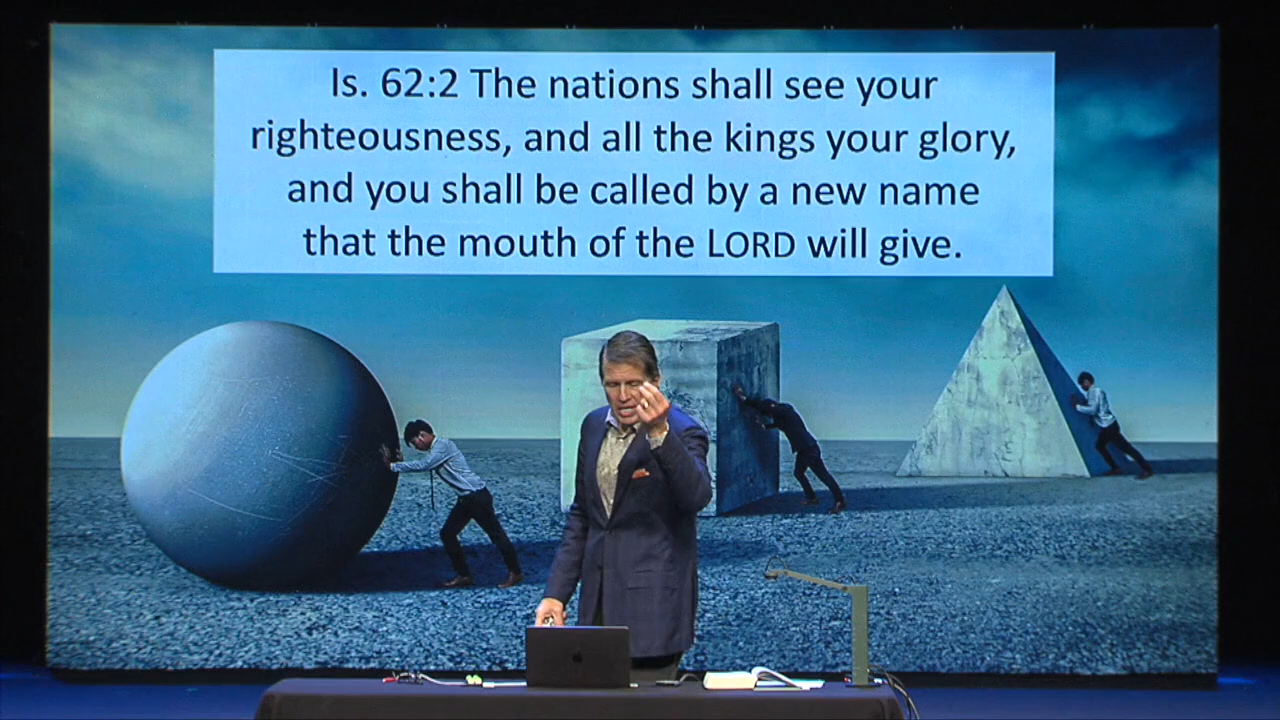 Is. 62:2 The nations shall see your
righteousness, and all the kings your glory,
and you shall be called by a new name
that the mouth of the LORD will give.